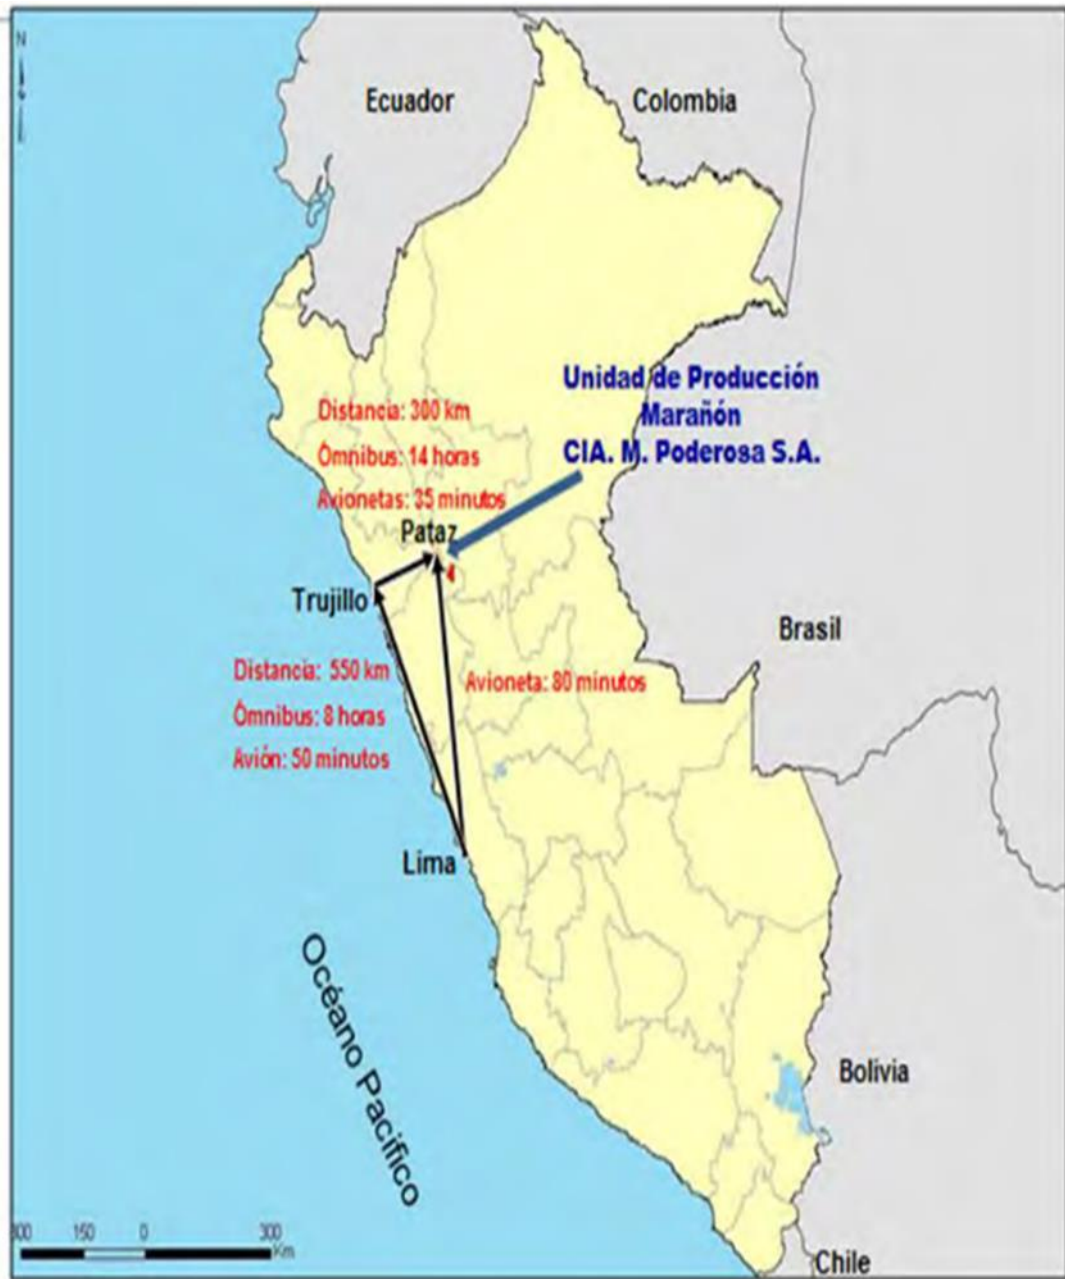 N
Ecuador
Colombia
Unidad de Producción
Marañón
CIA. M. Poderosa S.A.
Distancia: 300 km
Ómnibus: 14 horas
Avionetas: 35 minutos
Pataz
Trujillo
Brasil
Distancia: 550 km
Ómnibus: 8 horas
Avión: 50 minutos
Avioneta: 80 minutos
Lima
Océano Pacifico
Bolivia
300 150 0 300
Km
Chile